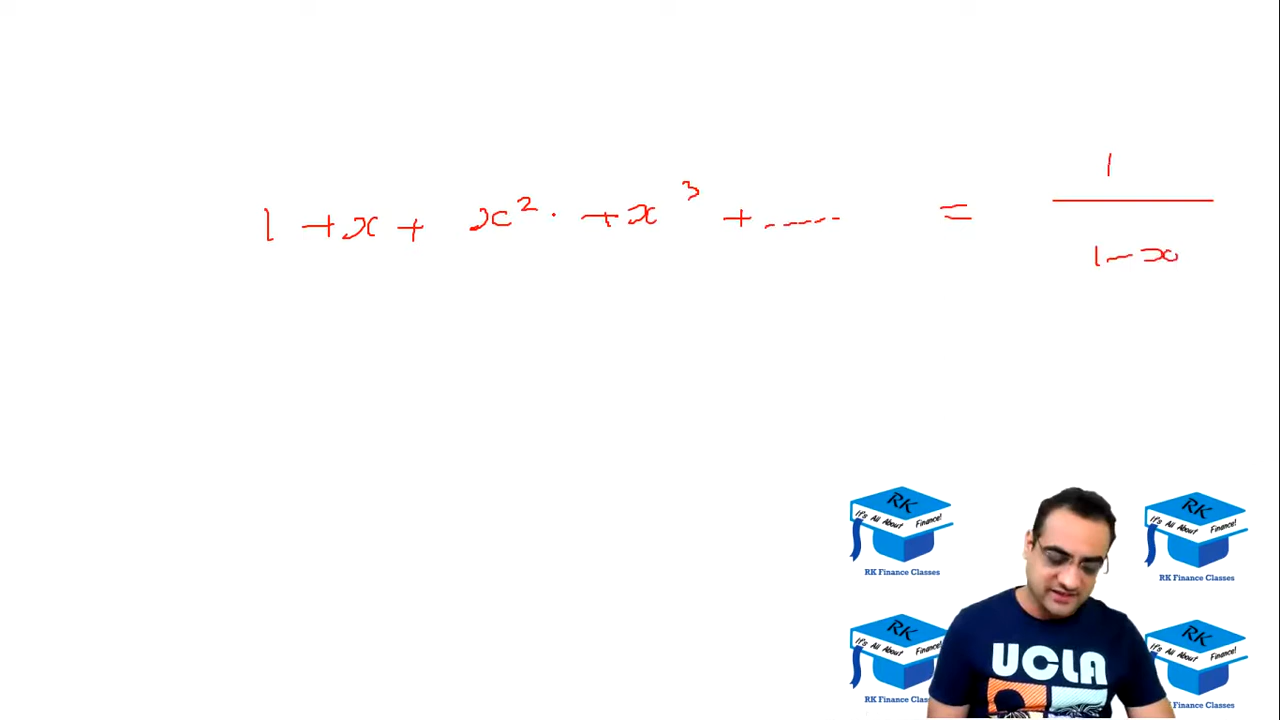 1 + x + x² · + x³ + ...... = 1 / 1 - x
RK
It's All About Finance!
RK Finance Classes
RK
It's All About Finance!
RK Finance Classes
RK
It's All About Finance!
RK Finance Classes
RK
It's All About Finance!
RK Finance Classes
UCLA